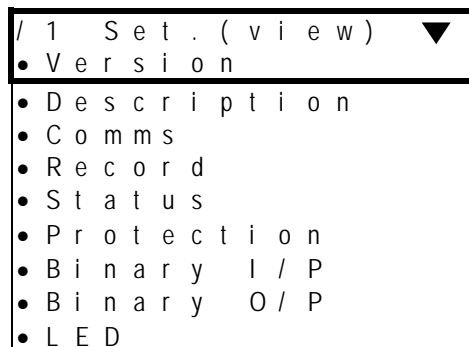 / 1 Set. ( view ) ▼
• Version
• Description
• Comms
• Record
• Status
• Protection
• Binary I / P
• Binary O / P
• LED